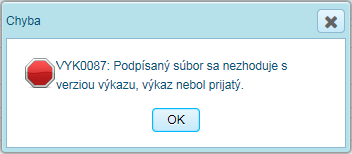 Chyba
VYK0087: Podpísaný súbor sa nezhoduje s
verziou výkazu, výkaz nebol prijatý.
OK